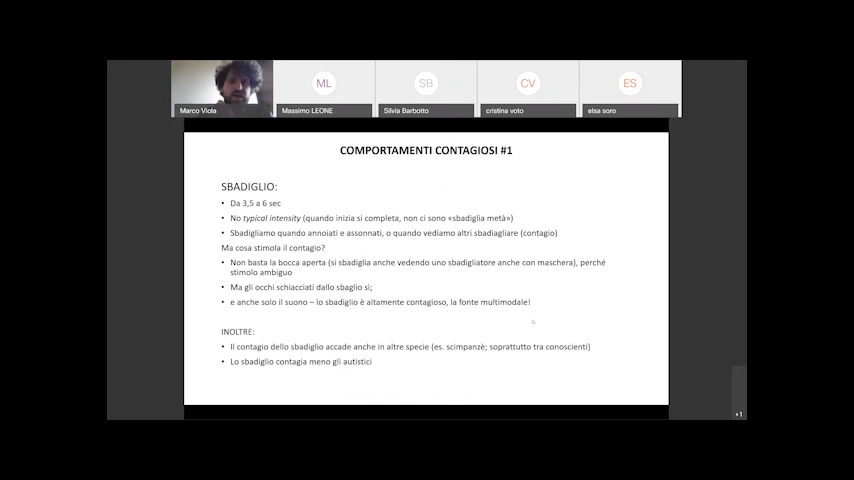 ML
SB
CV
ES
Marco Viola
Massimo LEONE
Silvia Barbotto
cristina voto
elsa soro
COMPORTAMENTI CONTAGIOSI #1
SBADIGLIO:
• Da 3,5 a 6 sec
• No typical intensity (quando inizia si completa, non ci sono «sbadiglia metà»)
• Sbadigliamo quando annoiati e assonnati, o quando vediamo altri sbadiagliare (contagio)
Ma cosa stimola il contagio?
• Non basta la bocca aperta (si sbadiglia anche vedendo uno sbadigliatore anche con maschera), perché
stimolo ambiguo
• Ma gli occhi schiacciati dallo sbaglio sì;
• e anche solo il suono – lo sbadiglio è altamente contagioso, la fonte multimodale!
INOLTRE:
• Il contagio dello sbadiglio accade anche in altre specie (es. scimpanzè; soprattutto tra conoscienti)
• Lo sbadiglio contagia meno gli autistici
+1